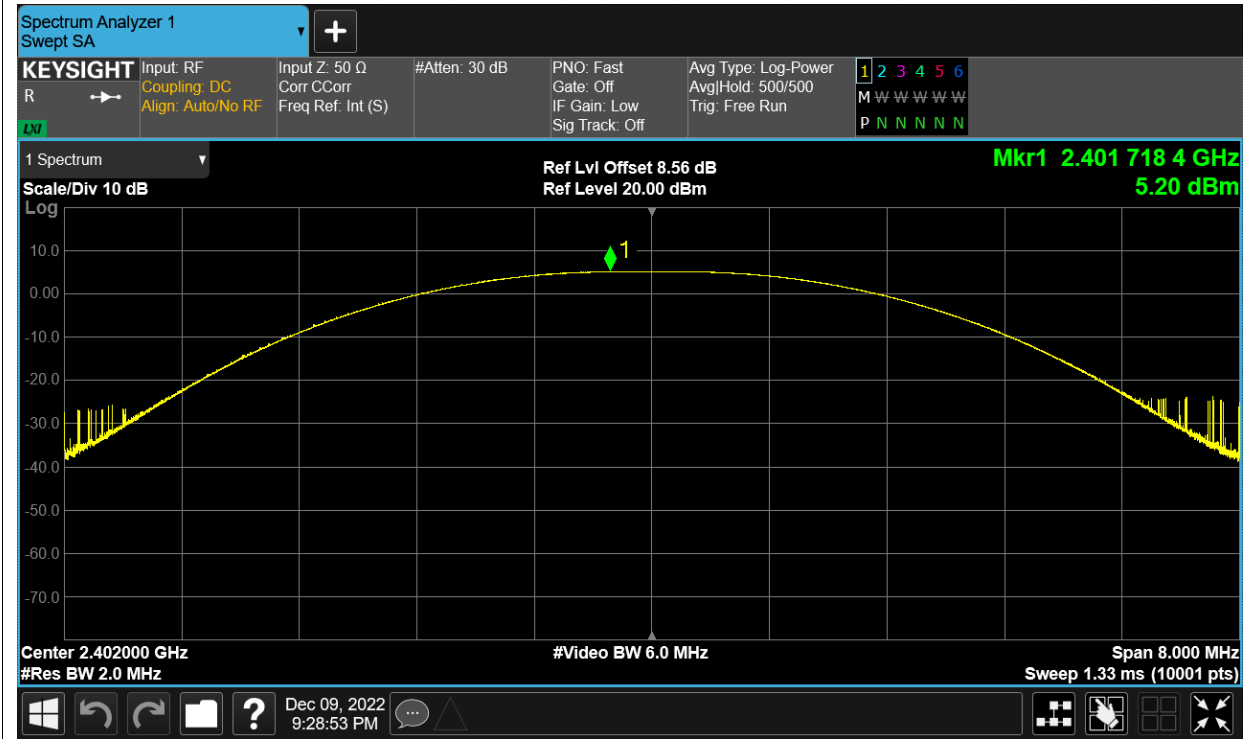 Spectrum Analyzer 1
Swept SA
KEYSIGHT
R
LXI
Input: RF
Coupling: DC
Align: Auto/No RF
Input Z: 50 Ω
Corr CCorr
Freq Ref: Int (S)
#Atten: 30 dB
PNO: Fast
Gate: Off
IF Gain: Low
Sig Track: Off
Avg Type: Log-Power
Avg|Hold: 500/500
Trig: Free Run
1 2 3 4 5 6
M W W W W W
P N N N N N
1 Spectrum
Scale/Div 10 dB
Log
Ref Lvl Offset 8.56 dB
Ref Level 20.00 dBm
Mkr1 2.401 718 4 GHz
5.20 dBm
1
10.0
0.00
-10.0
-20.0
-30.0
-40.0
-50.0
-60.0
-70.0
Center 2.402000 GHz
#Res BW 2.0 MHz
#Video BW 6.0 MHz
Span 8.000 MHz
Sweep 1.33 ms (10001 pts)
?
Dec 09, 2022
9:28:53 PM